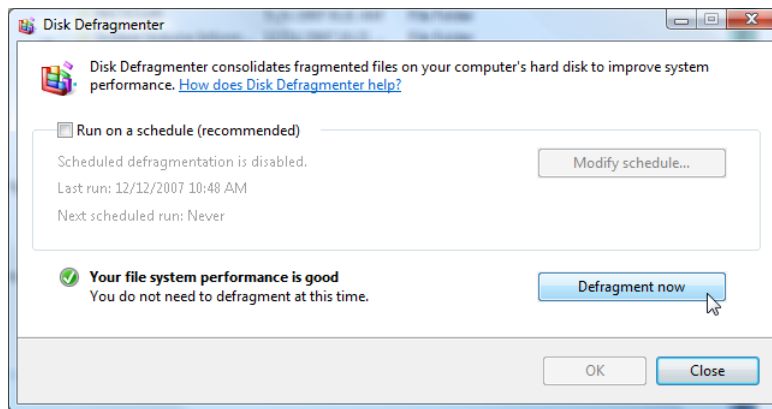 Disk Defragmenter
Disk Defragmenter consolidates fragmented files on your computer's hard disk to improve system
performance. How does Disk Defragmenter help?
Run on a schedule (recommended)
Scheduled defragmentation is disabled.
Modify schedule...
Last run: 12/12/2007 10:48 AM
Next scheduled run: Never
Your file system performance is good
You do not need to defragment at this time.
Defragment now
OK
Close